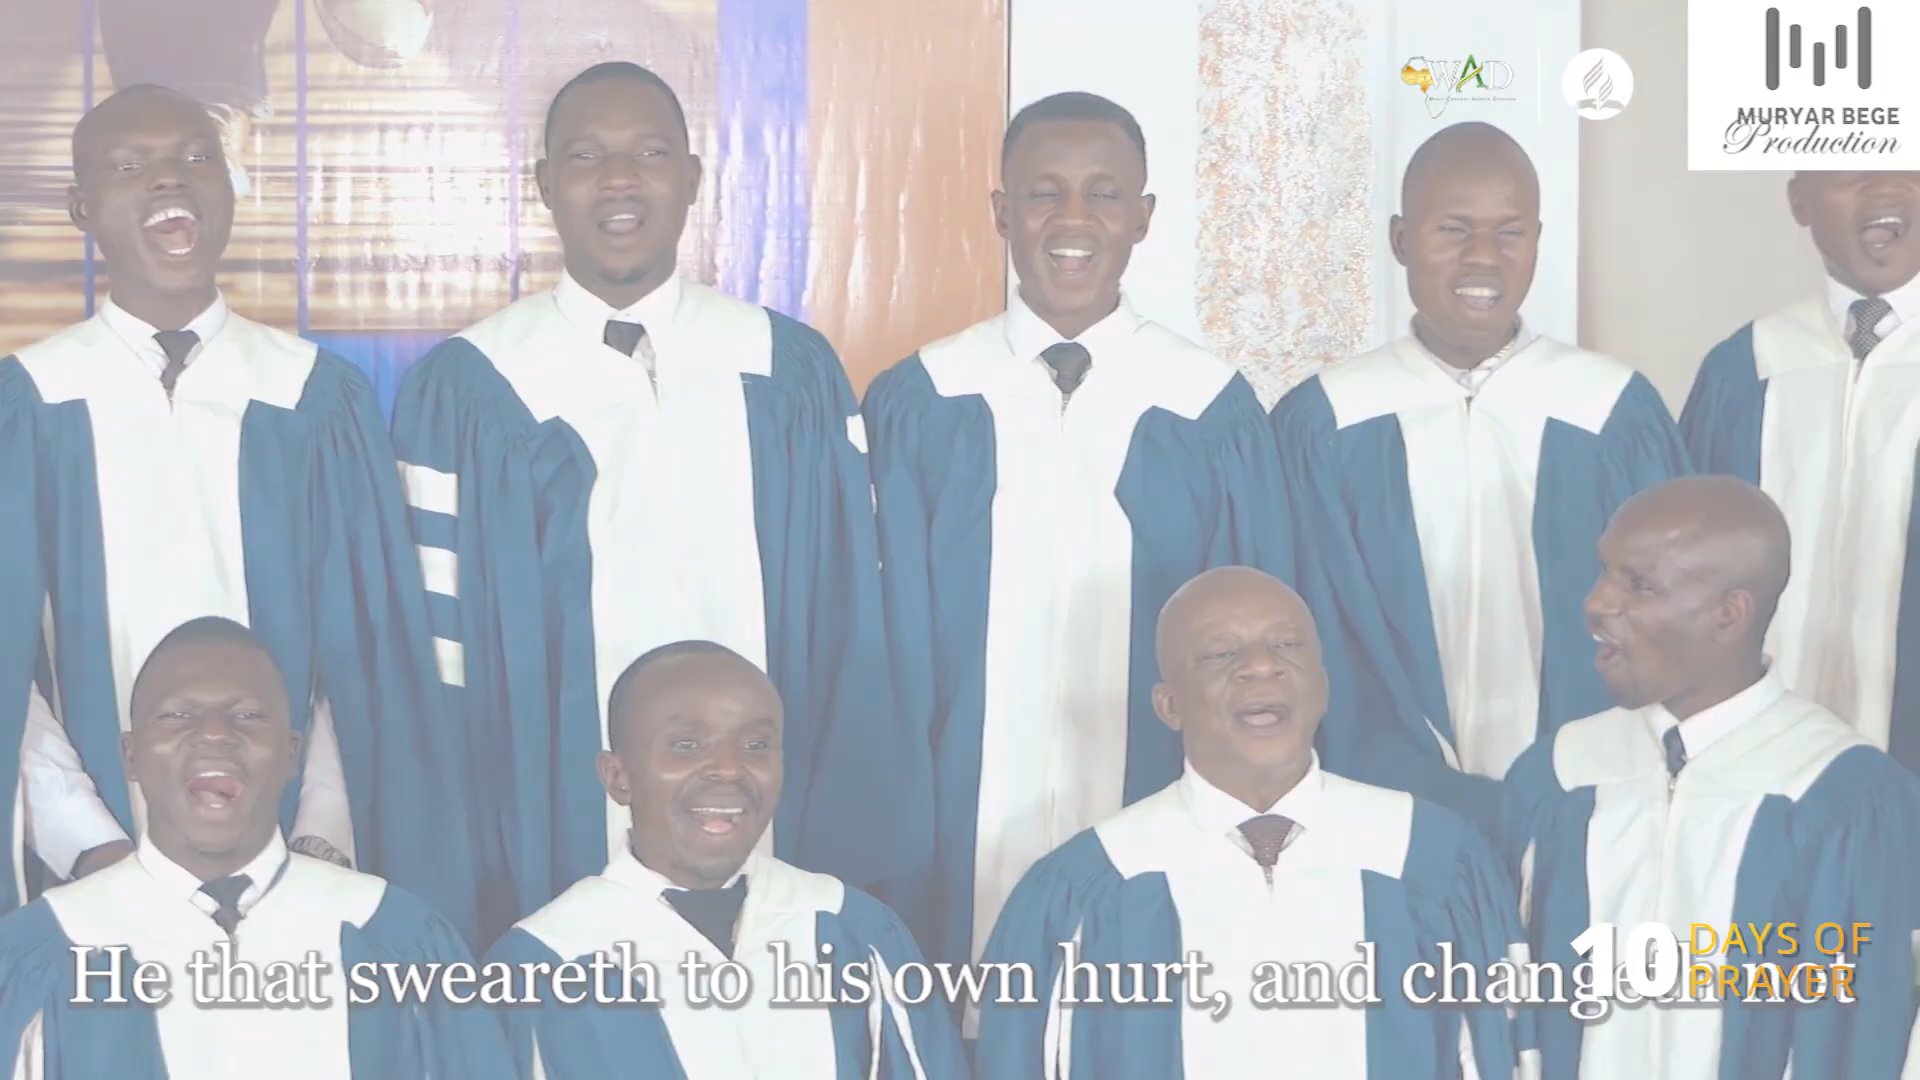 WAD
MURYAR BEGE
Production
10 DAYS OF
PRAYER
He that sweareth to his own hurt, and changeth not